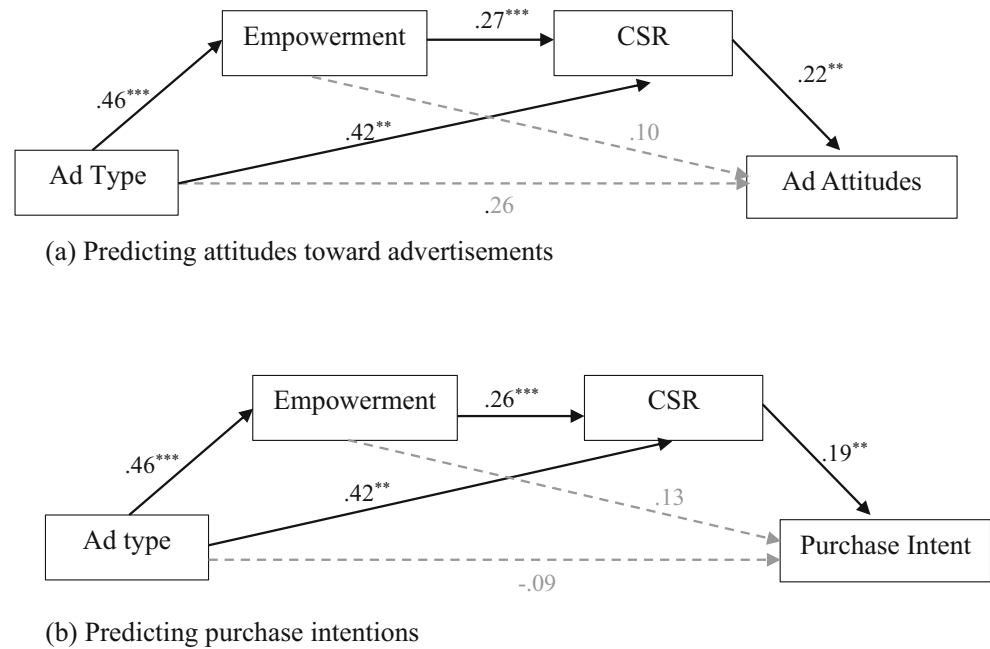 Empowerment .27*** CSR
.46***
.22**
.42**
.10
Ad Type
Ad Attitudes
.26
(a) Predicting attitudes toward advertisements
Empowerment .26*** CSR
.46***
.19**
.42**
.13
Ad type
Purchase Intent
-.09
(b) Predicting purchase intentions